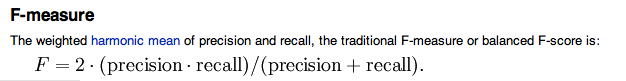 F-measure
The weighted harmonic mean of precision and recall, the traditional F-measure or balanced F-score is:
F = 2 · (precision · recall)/(precision + recall).